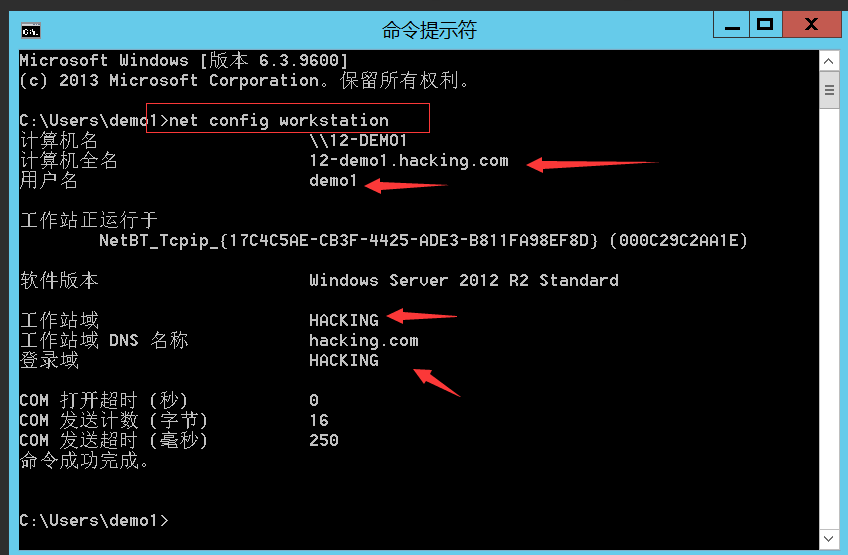 命令提示符
Microsoft Windows [版本 6.3.9600]
(c) 2013 Microsoft Corporation。保留所有权利。
C:\Users\demo1>net config workstation
计算机名 \\12-DEMO1
计算机全名 12-demo1.hacking.com
用户名 demo1
工作站正运行于
NetBT_Tcpip_{17C4C5AE-CB3F-4425-ADE3-B811FA98EF8D} (000C29C2AA1E)
软件版本 Windows Server 2012 R2 Standard
工作站域 HACKING
工作站域 DNS 名称 hacking.com
登录域 HACKING
COM 打开超时 (秒) 0
COM 发送计数 (字节) 16
COM 发送超时 (毫秒) 250
命令成功完成。
C:\Users\demo1>